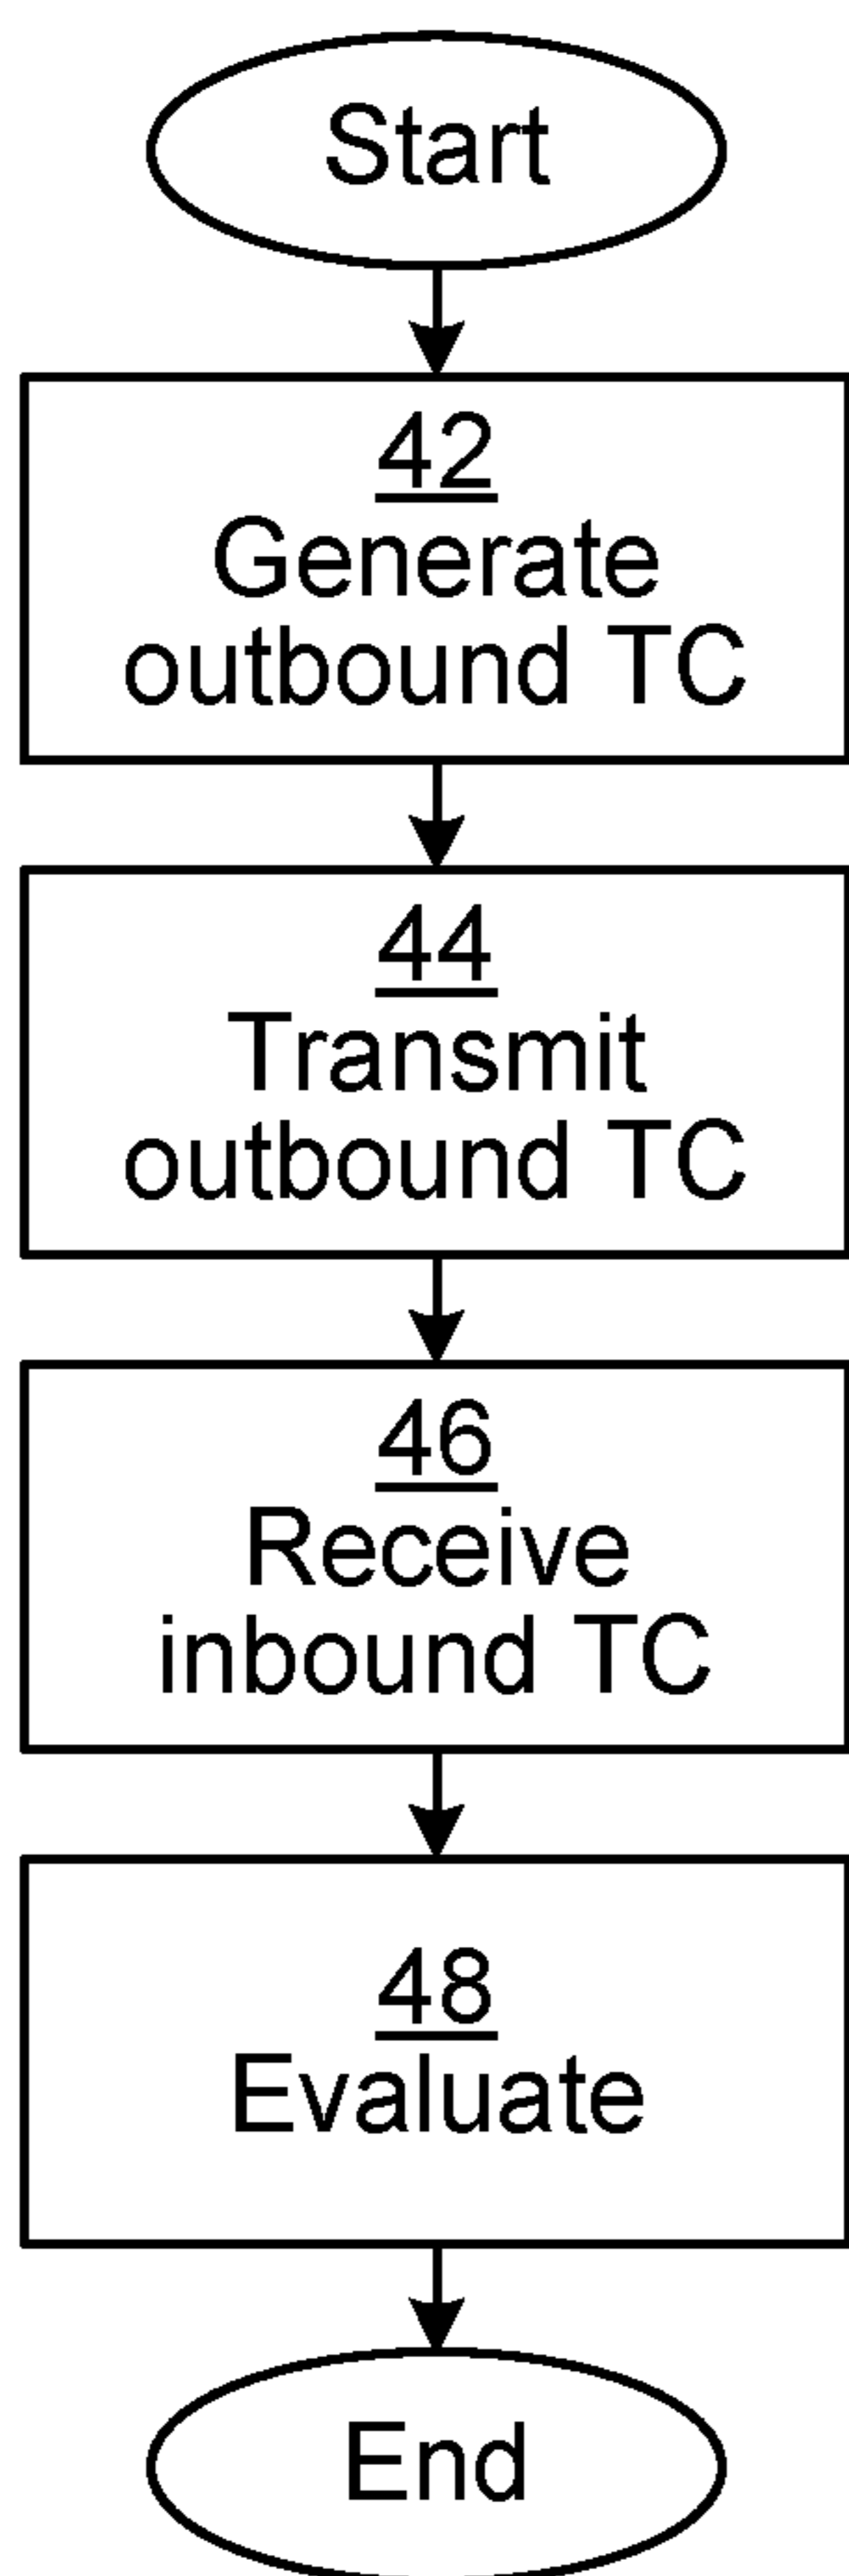 Start
42
Generate
outbound TC
44
Transmit
outbound TC
46
Receive
inbound TC
48
Evaluate
End